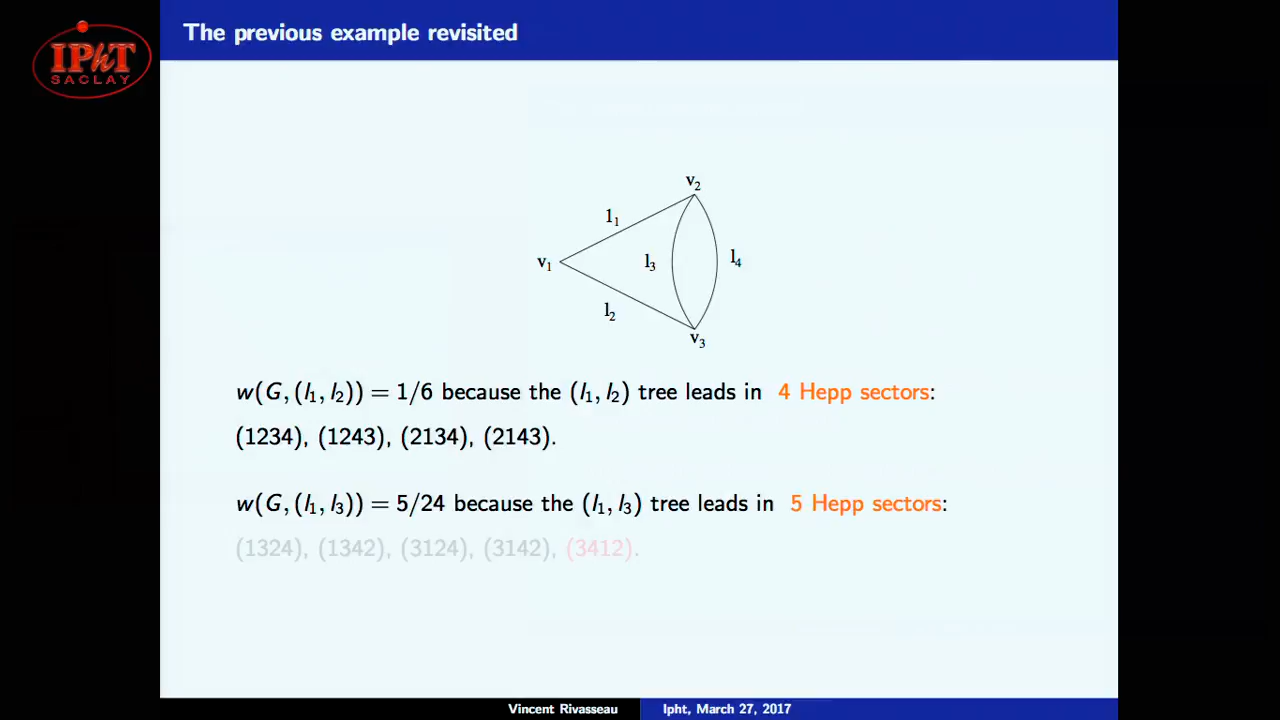 The previous example revisited
IPhT
SACLAY
v₂
1₁
v₁
l₃
l₄
l₂
v₃
w(G, (l₁, l₂)) = 1/6 because the (l₁, l₂) tree leads in 4 Hepp sectors:
(1234), (1243), (2134), (2143).
w(G, (l₁, l₃)) = 5/24 because the (l₁, l₃) tree leads in 5 Hepp sectors:
(1324), (1342), (3124), (3142), (3412).
Vincent Rivasseau
Ipht, March 27, 2017